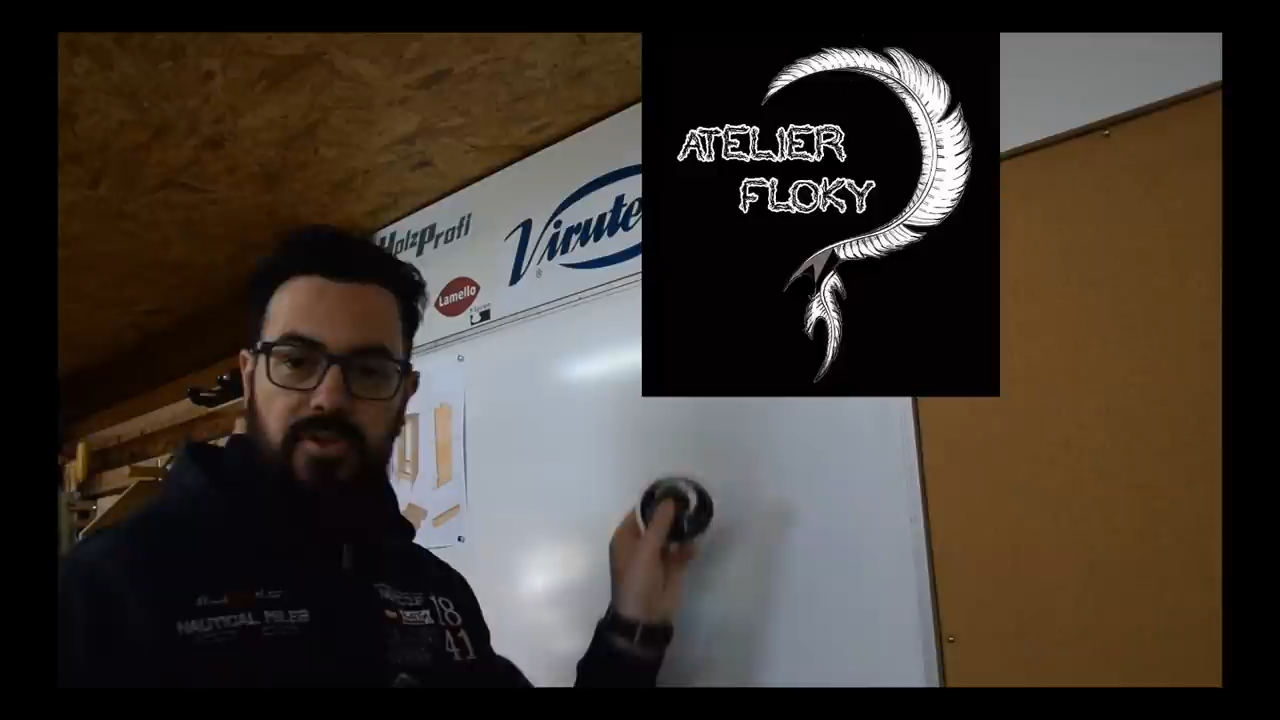 ATELIER
FLOKY
HolzProfi
Virute
®
Lamello
NAUTICAL MILES
18
41